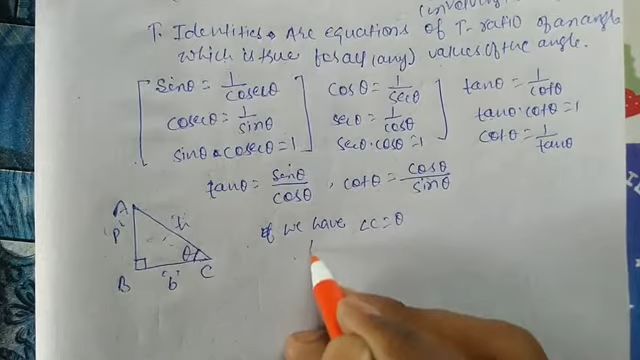 (involving
T. Identities. Are equations of T-ratio of an angle
which is true for all (any) values of the angle.
sinθ = 1/cosecθ cosθ = 1/secθ tanθ = 1/cotθ
cosecθ = 1/sinθ secθ = 1/cosθ tanθ·cotθ = 1
sinθ · cosecθ = 1 secθ·cosθ = 1 cotθ = 1/tanθ
tanθ = sinθ/cosθ , cotθ = cosθ/sinθ
A
If we have ∠C = θ
'p' 'h'
θ
B 'b' C